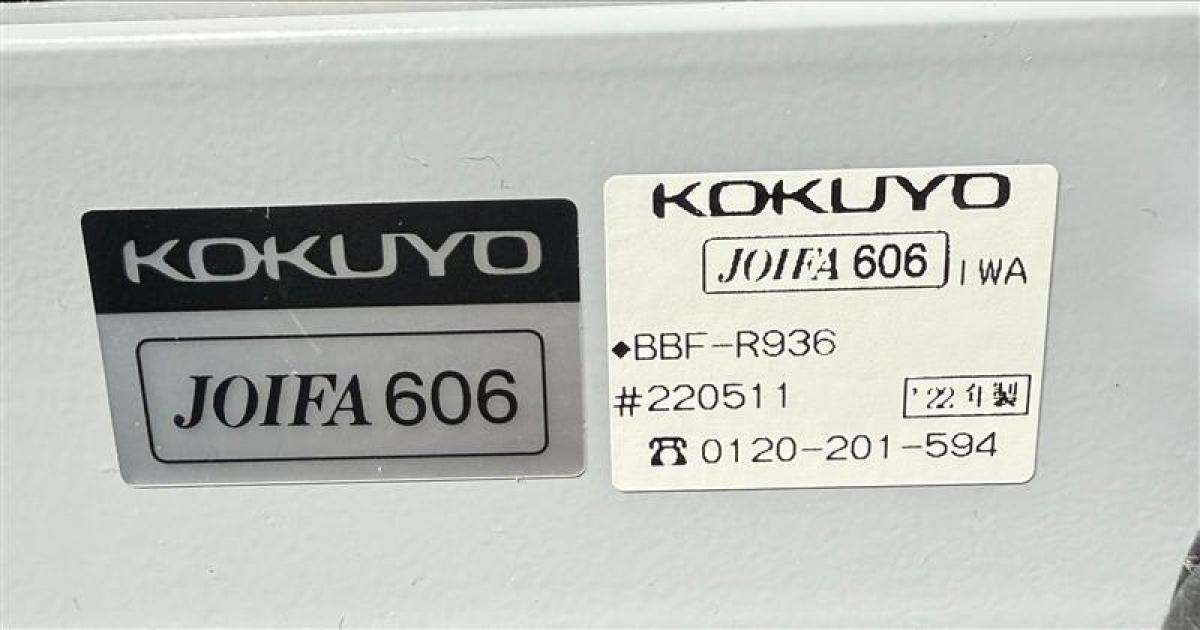 KOKUYO
JOIFA 606
KOKUYO
JOIFA 606 IWA
◆BBF-R936
#220511 '22年製
☎ 0120-201-594